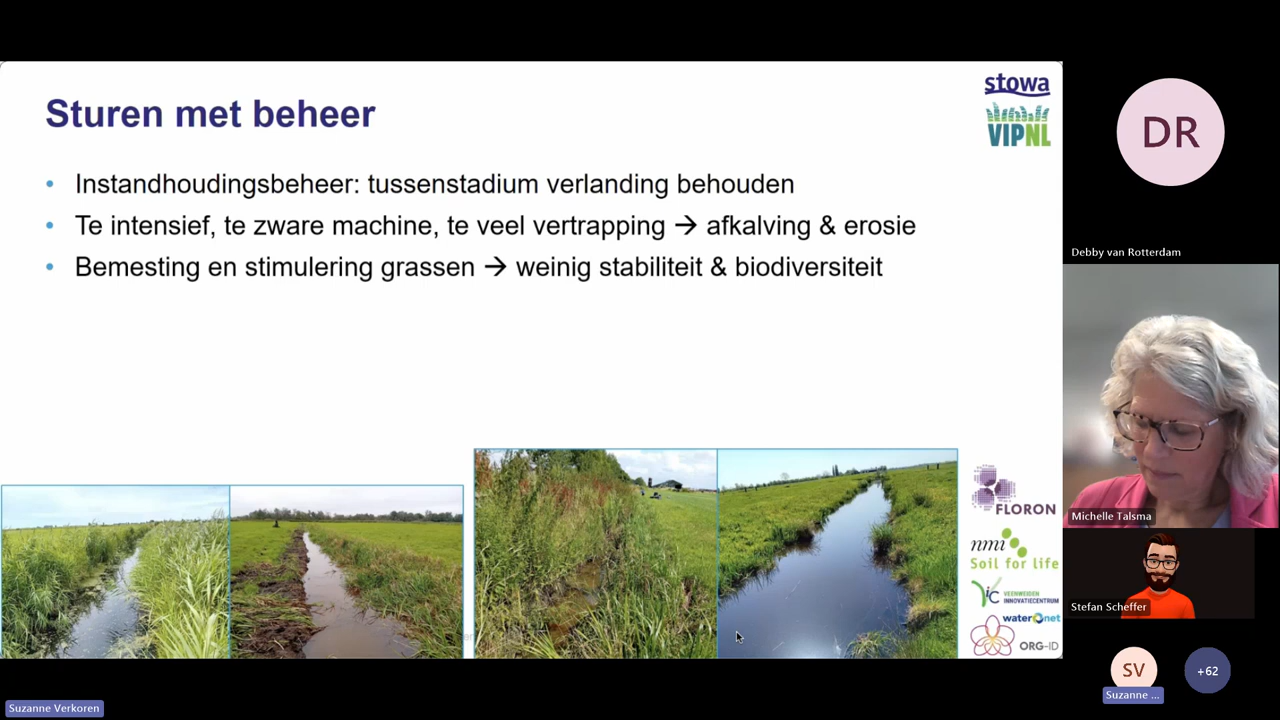 Sturen met beheer
stowa
VIPNL
• Instandhoudingsbeheer: tussenstadium verlanding behouden
• Te intensief, te zware machine, te veel vertrapping → afkalving & erosie
• Bemesting en stimulering grassen → weinig stabiliteit & biodiversiteit
FLORON
nmi
Soil for life
VIC VEENWEIDEN
INNOVATIECENTRUM
waternet
ORG-ID
DR
Debby van Rotterdam
Michelle Talsma
Stefan Scheffer
SV
Suzanne ...
+62
Suzanne Verkoren